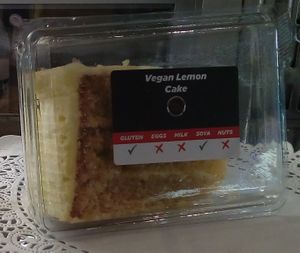 Vegan Lemon
Cake
GLUTEN EGGS MILK SOYA NUTS
✓ ✗ ✗ ✓ ✗